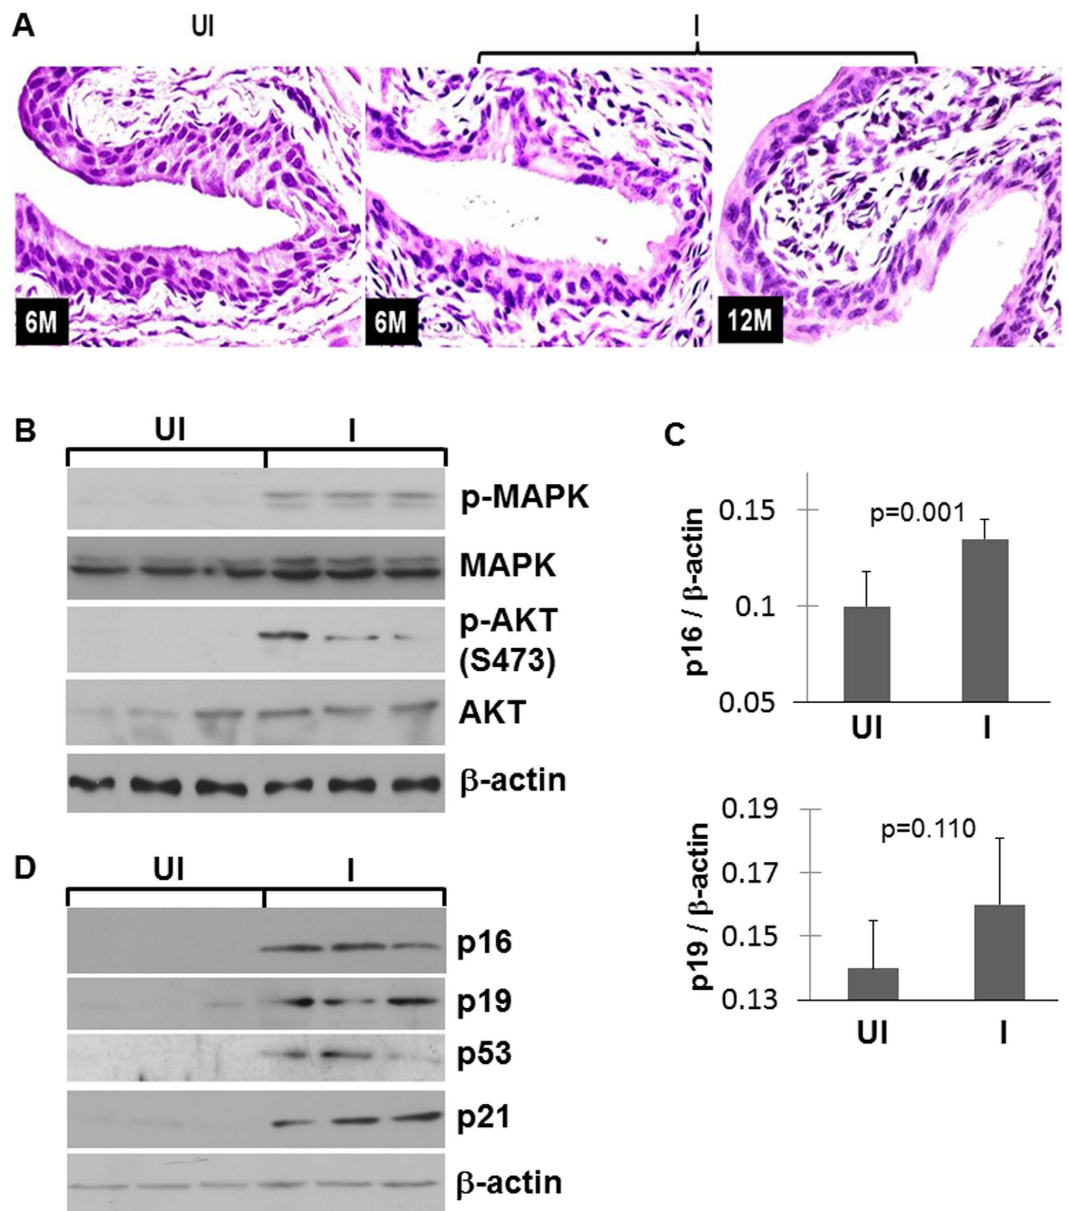 A
UI
I
6M
6M
12M
B
UI
I
p-MAPK
MAPK
p-AKT
(S473)
AKT
β-actin
C
p16 / β-actin
0.15
0.1
0.05
p=0.001
UI
I
p19 / β-actin
0.19
0.17
0.15
0.13
p=0.110
UI
I
D
UI
I
p16
p19
p53
p21
β-actin